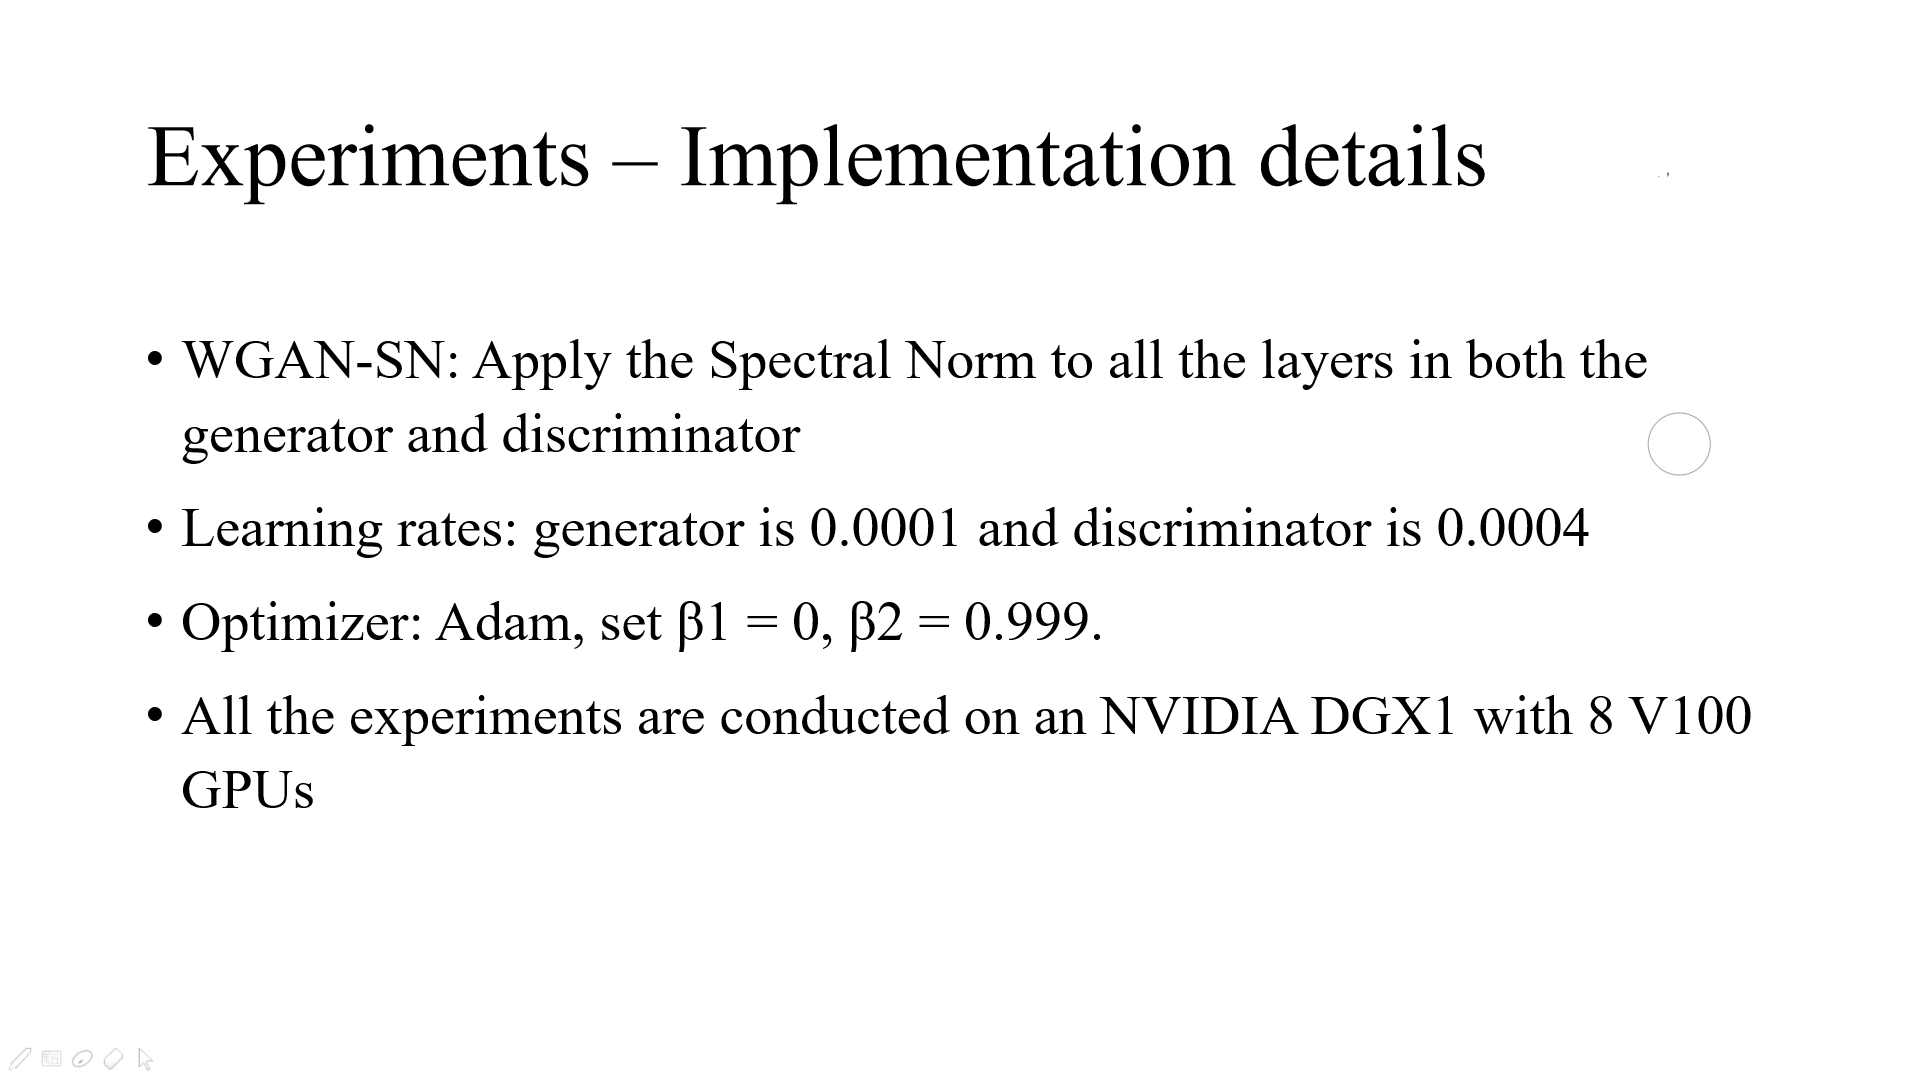 Experiments – Implementation details
• WGAN-SN: Apply the Spectral Norm to all the layers in both the
generator and discriminator
• Learning rates: generator is 0.0001 and discriminator is 0.0004
• Optimizer: Adam, set β1 = 0, β2 = 0.999.
• All the experiments are conducted on an NVIDIA DGX1 with 8 V100
GPUs